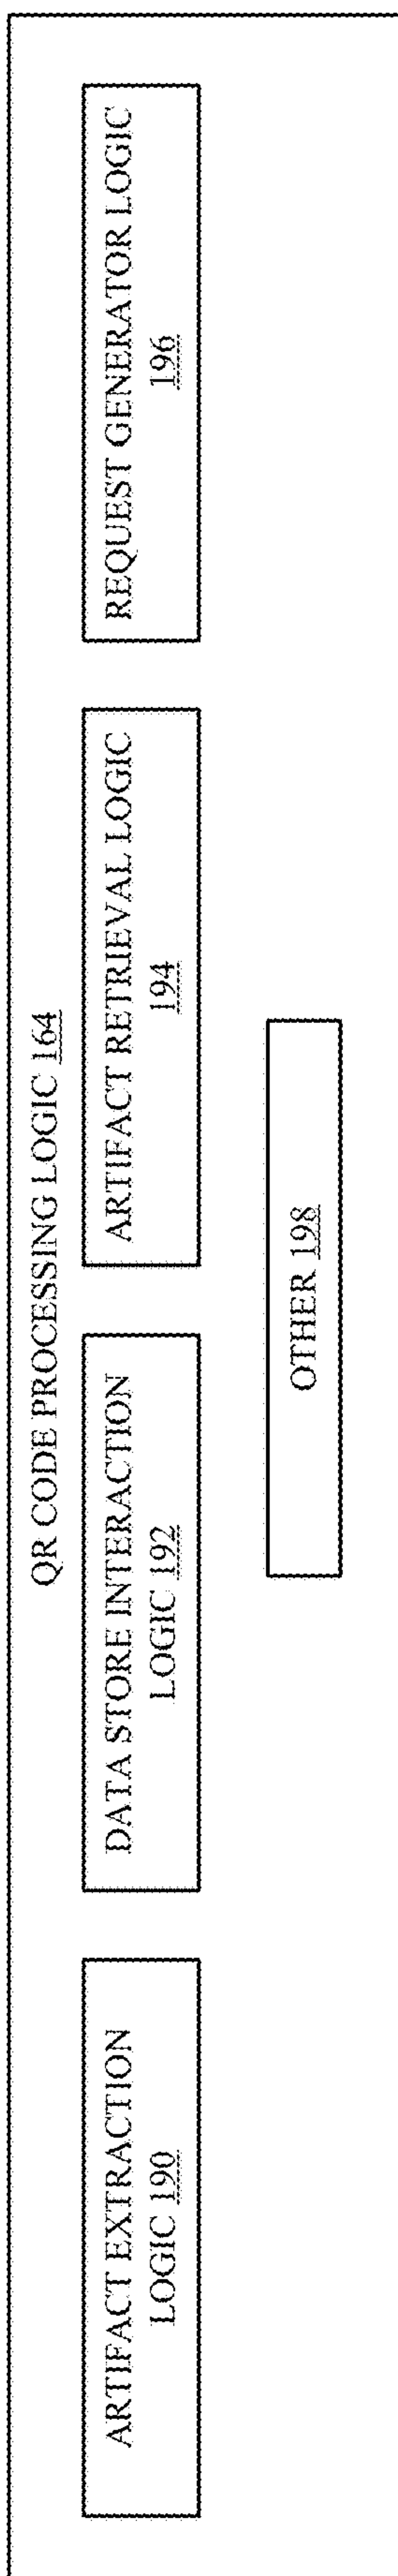 QR CODE PROCESSING LOGIC 164
ARTIFACT EXTRACTION
LOGIC 190
DATA STORE INTERACTION
LOGIC 192
ARTIFACT RETRIEVAL LOGIC
194
REQUEST GENERATOR LOGIC
196
OTHER 198